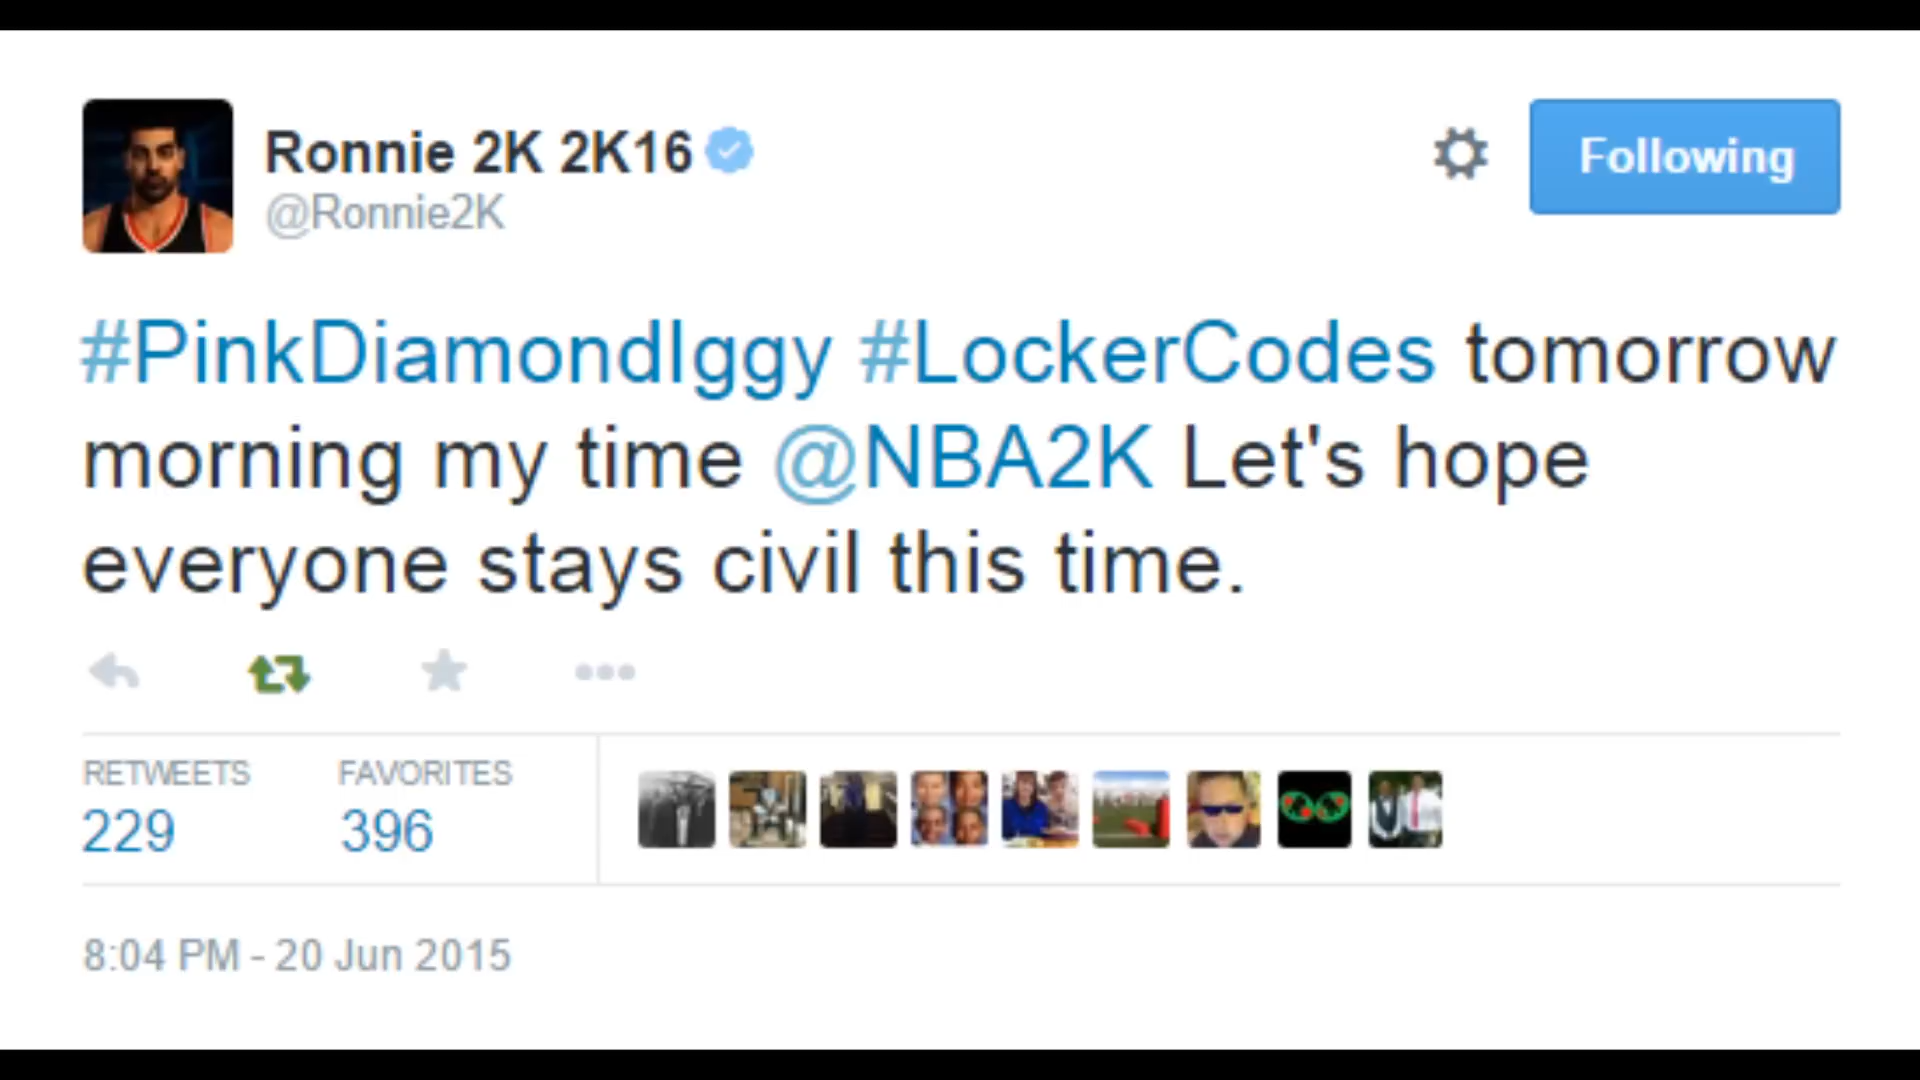 Ronnie 2K 2K16
@Ronnie2K
Following
#PinkDiamondIggy #LockerCodes tomorrow
morning my time @NBA2K Let's hope
everyone stays civil this time.
RETWEETS FAVORITES
229 396
8:04 PM - 20 Jun 2015